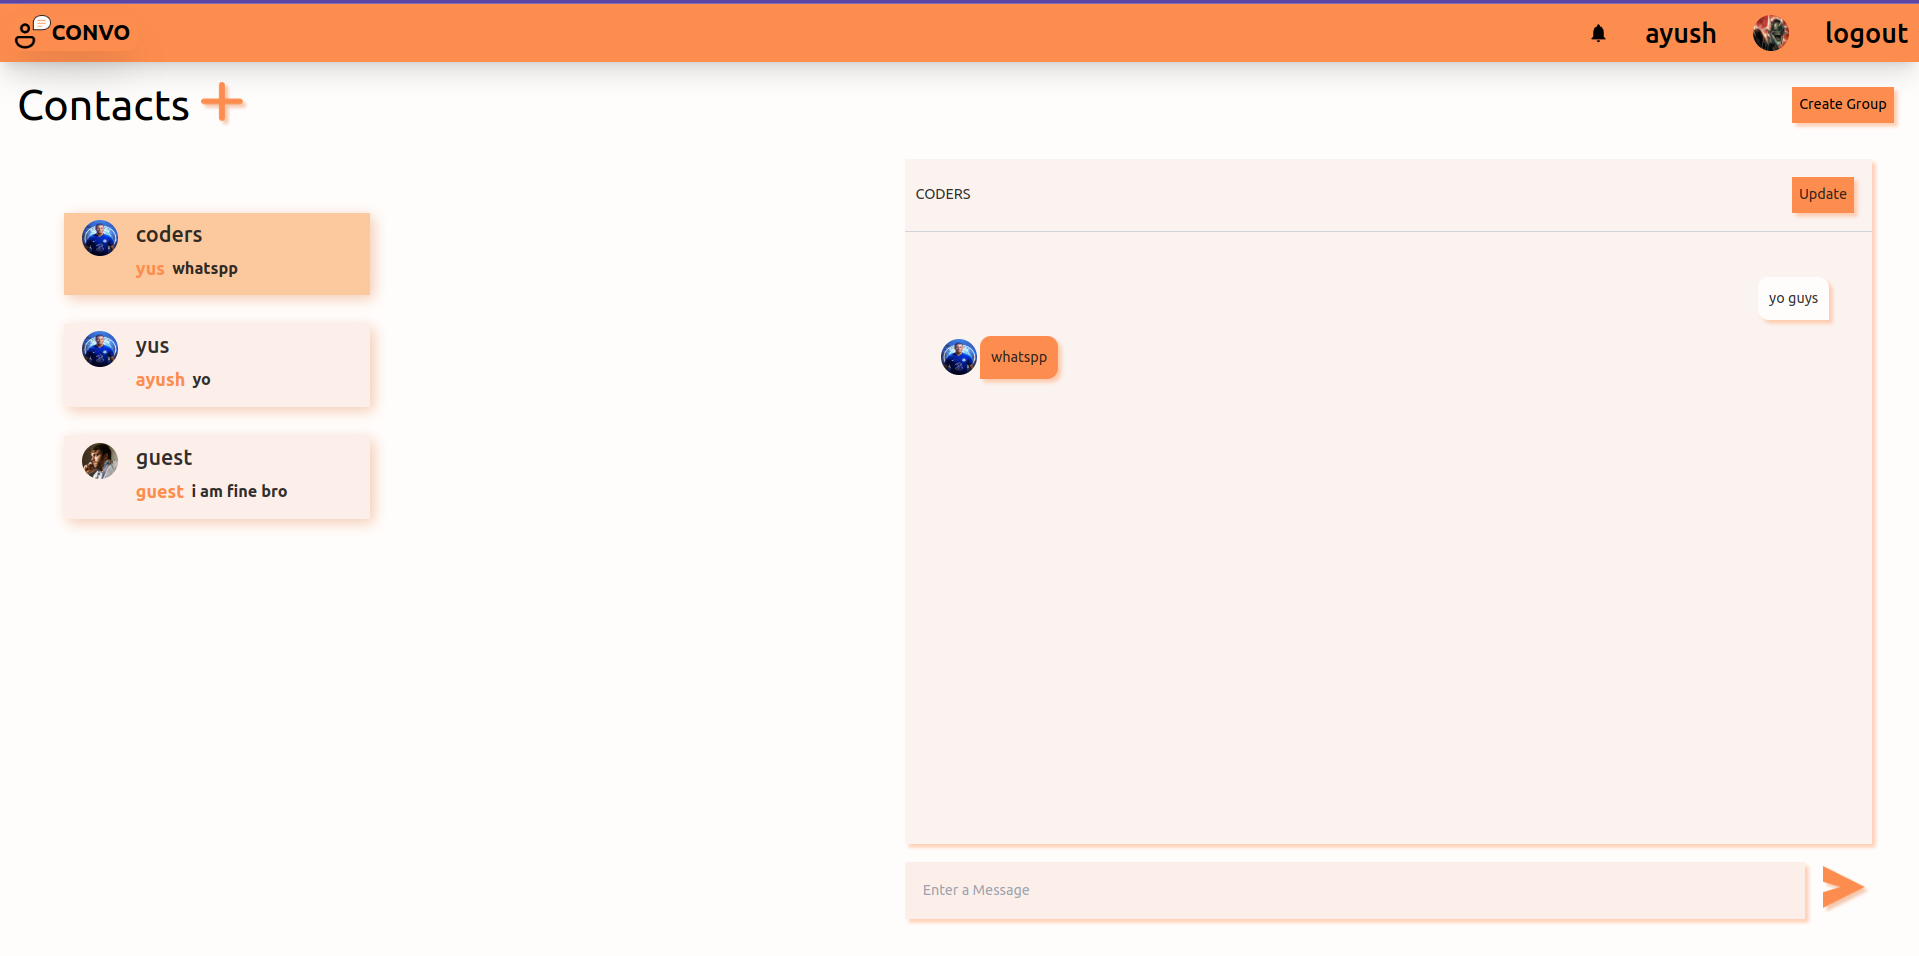 CONVO
ayush
logout
Contacts
Create Group
coders
yus whatspp
yus
ayush yo
guest
guest i am fine bro
CODERS
Update
yo guys
whatspp
Enter a Message